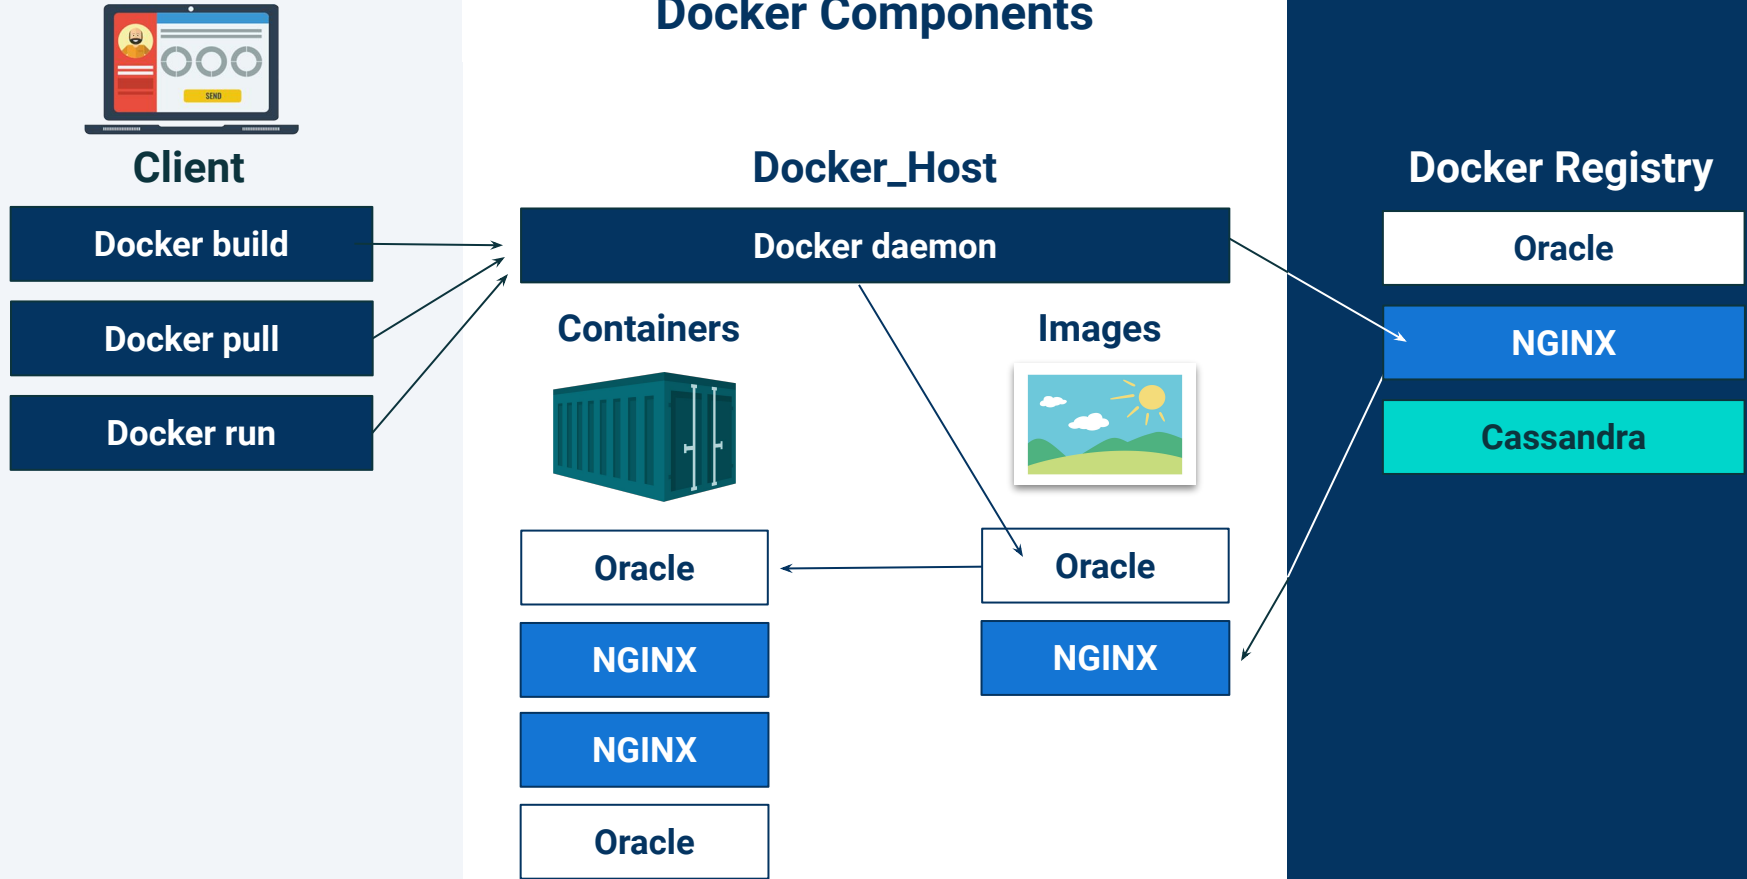 Docker Components
SEND
Client
Docker build
Docker pull
Docker run
Docker_Host
Docker daemon
Containers
Images
Oracle
NGINX
NGINX
Oracle
Oracle
NGINX
Docker Registry
Oracle
NGINX
Cassandra